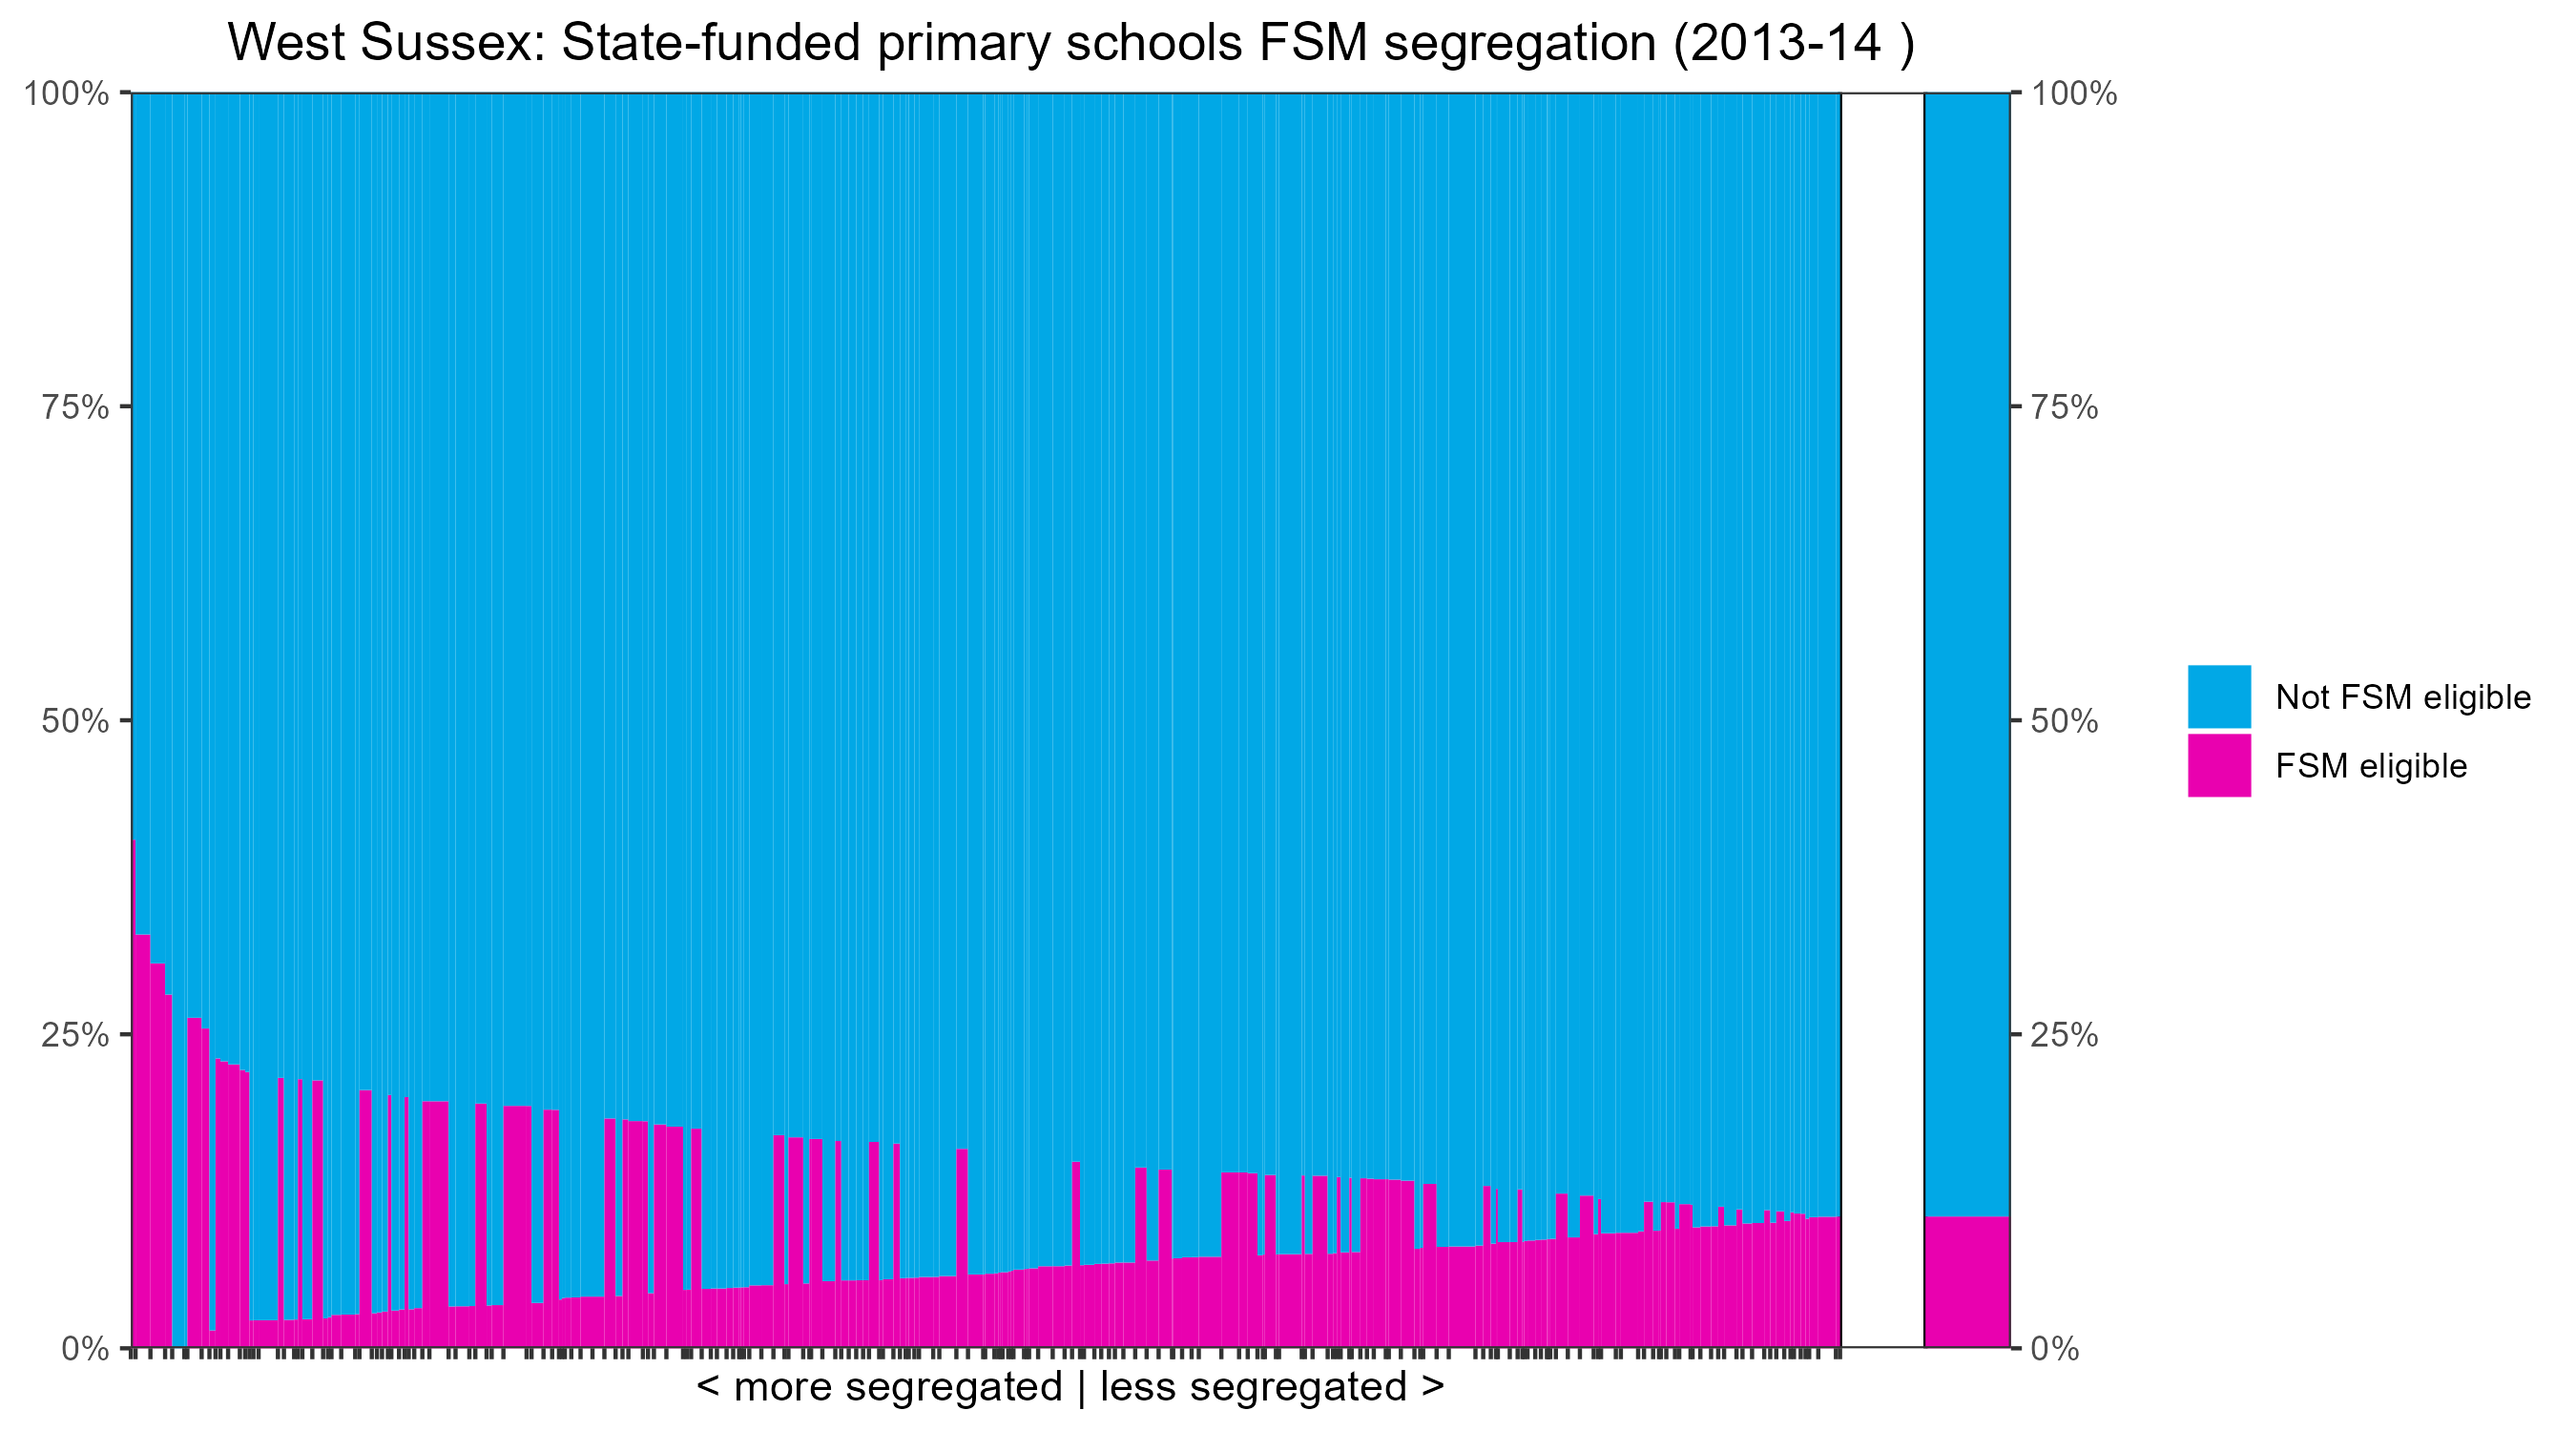 West Sussex: State-funded primary schools FSM segregation (2013-14 )
100%
75%
50%
25%
0%
100%
75%
50%
25%
0%
< more segregated | less segregated >
Not FSM eligible
FSM eligible